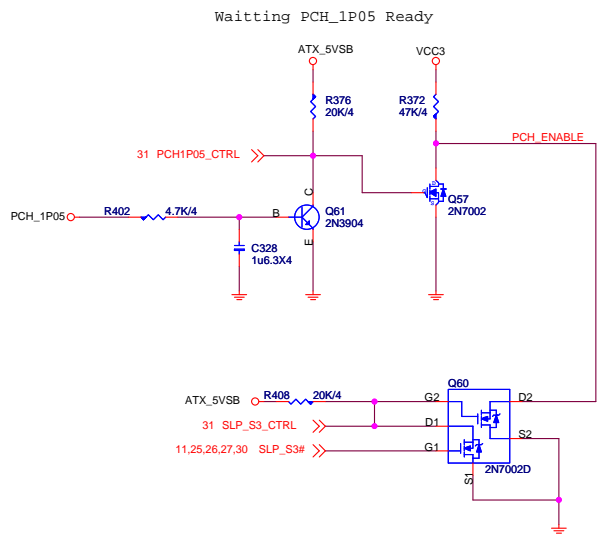 Waitting PCH_1P05 Ready
ATX_5VSB
VCC3
R376
20K/4
R372
47K/4
PCH_ENABLE
31 PCH1P05_CTRL
C
Q57
2N7002
PCH_1P05
R402
4.7K/4
B
Q61
2N3904
E
C328
1u6.3X4
Q60
ATX_5VSB
R408
20K/4
G2
D2
31 SLP_S3_CTRL
D1
S2
11,25,26,27,30 SLP_S3#
G1
S1
2N7002D